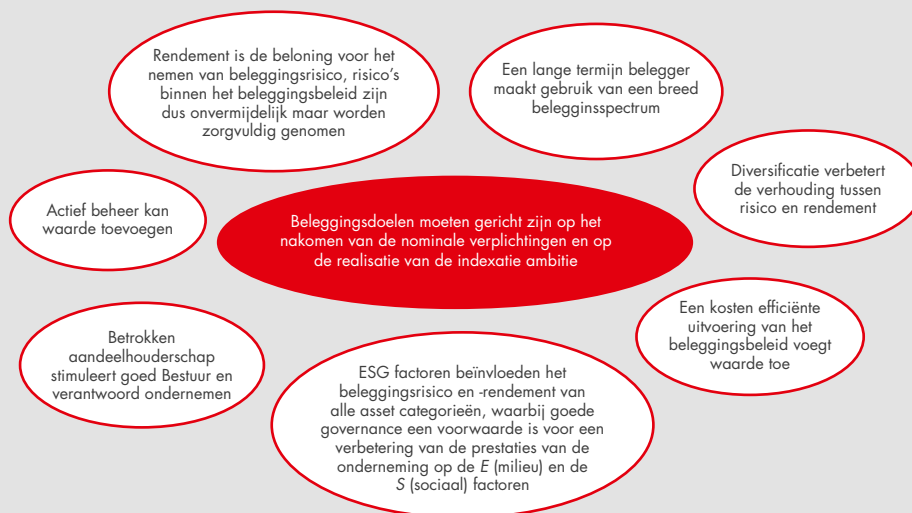 Rendement is de beloning voor het
nemen van beleggingsrisico, risico's
binnen het beleggingsbeleid zijn
dus onvermijdelijk maar worden
zorgvuldig genomen
Een lange termijn belegger
maakt gebruik van een breed
belegginsspectrum
Diversificatie verbetert
de verhouding tussen
risico en rendement
Actief beheer kan
waarde toevoegen
Beleggingsdoelen moeten gericht zijn op het
nakomen van de nominale verplichtingen en op
de realisatie van de indexatie ambitie
Een kosten efficiënte
uitvoering van het
beleggingsbeleid voegt
waarde toe
Betrokken
aandeelhouderschap
stimuleert goed Bestuur en
verantwoord ondernemen
ESG factoren beïnvloeden het
beleggingsrisico en -rendement van
alle asset categorieën, waarbij goede
governance een voorwaarde is voor een
verbetering van de prestaties van de
onderneming op de E (milieu) en de
S (sociaal) factoren